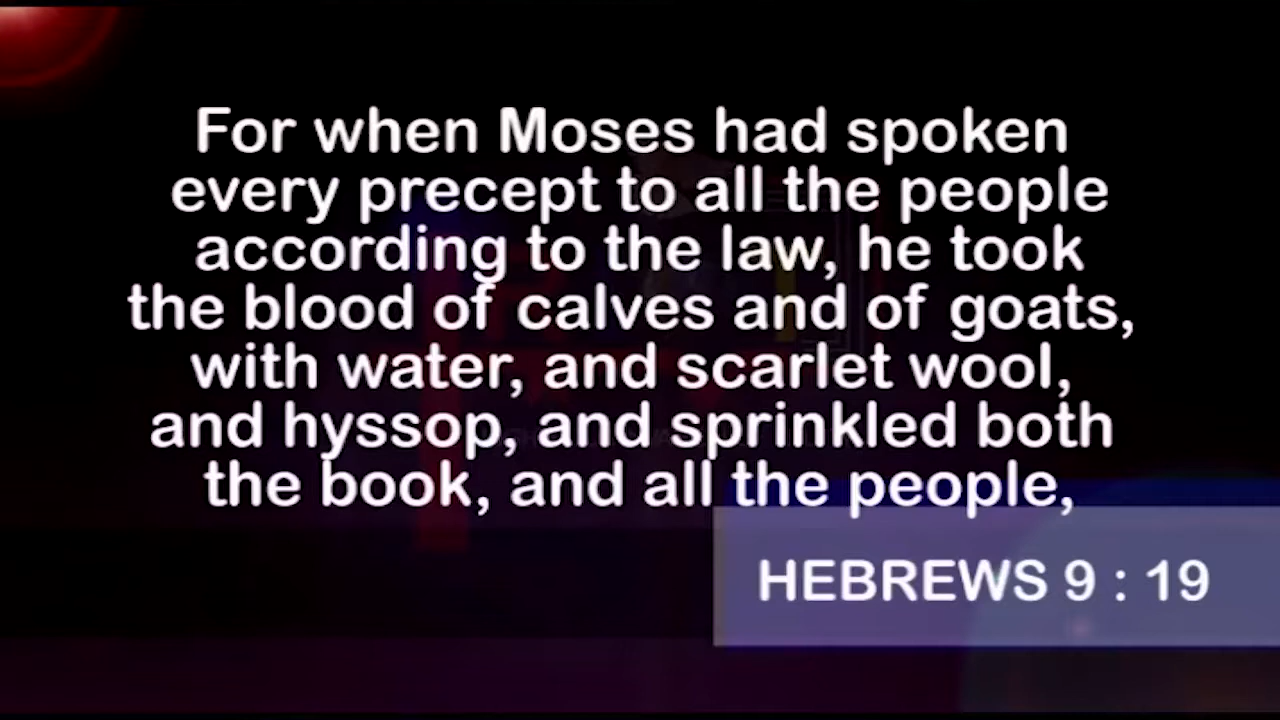 For when Moses had spoken
every precept to all the people
according to the law, he took
the blood of calves and of goats,
with water, and scarlet wool,
and hyssop, and sprinkled both
the book, and all the people,
HEBREWS 9 : 19